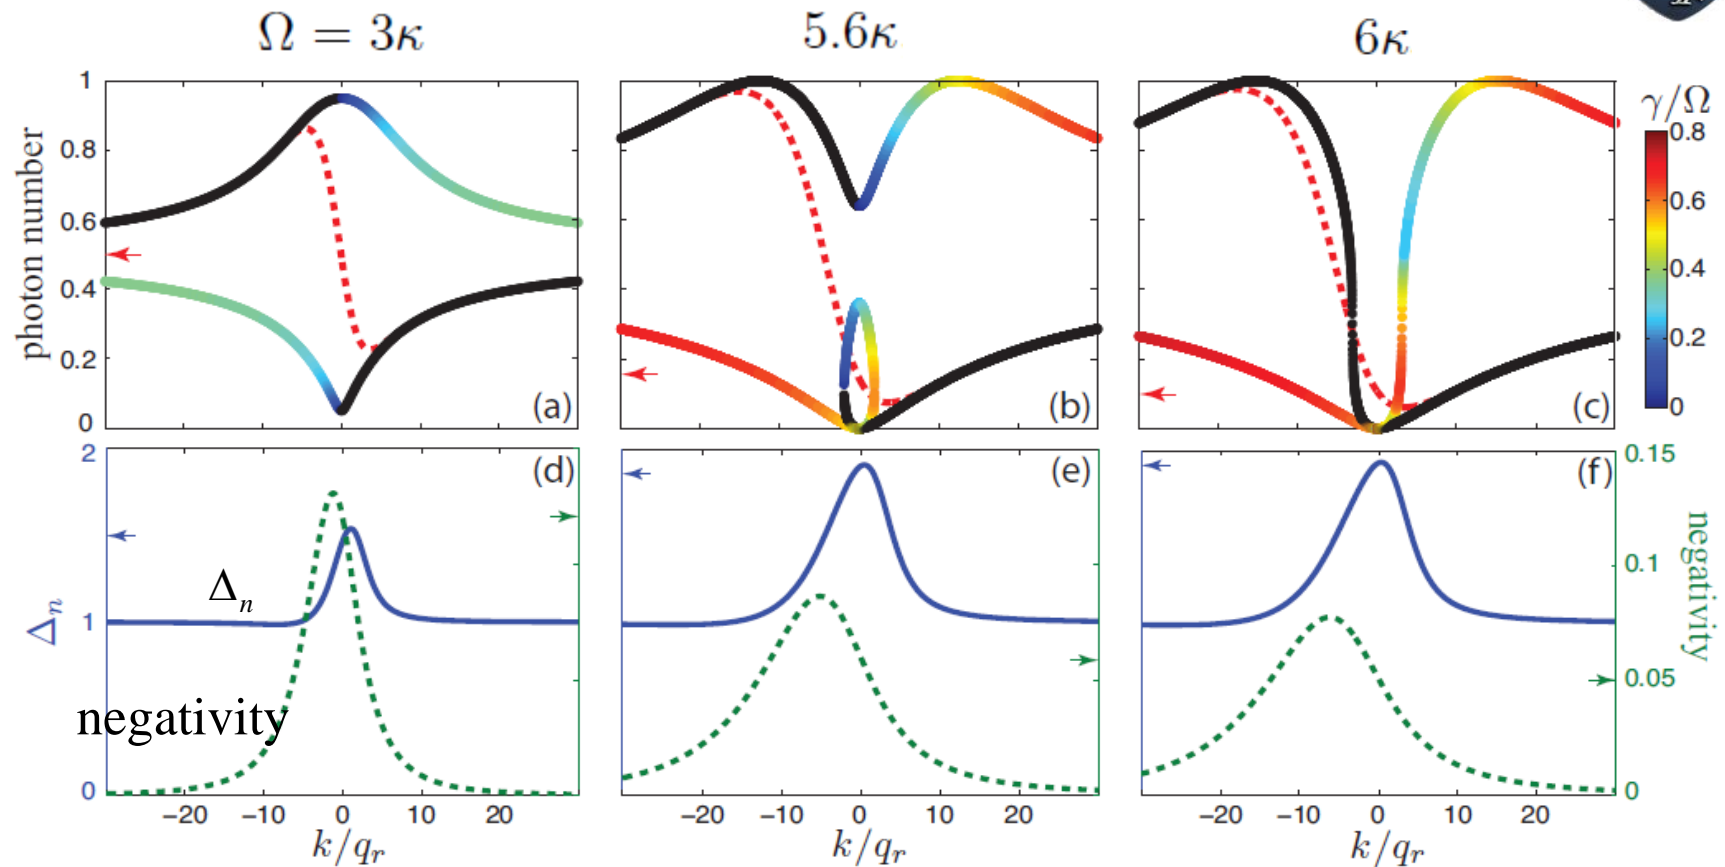 Ω = 3κ
5.6κ
6κ
photon number
1
0.8
0.6
0.4
0.2
0
(a)
(b)
(c)
γ/Ω
0.8
0.6
0.4
0.2
0
−20 −10 0 10 20
k/qr
−20 −10 0 10 20
k/qr
−20 −10 0 10 20
k/qr
Δn
2
1
0
(d)
(e)
(f)
Δn
negativity
0.15
0.1
0.05
0
negativity